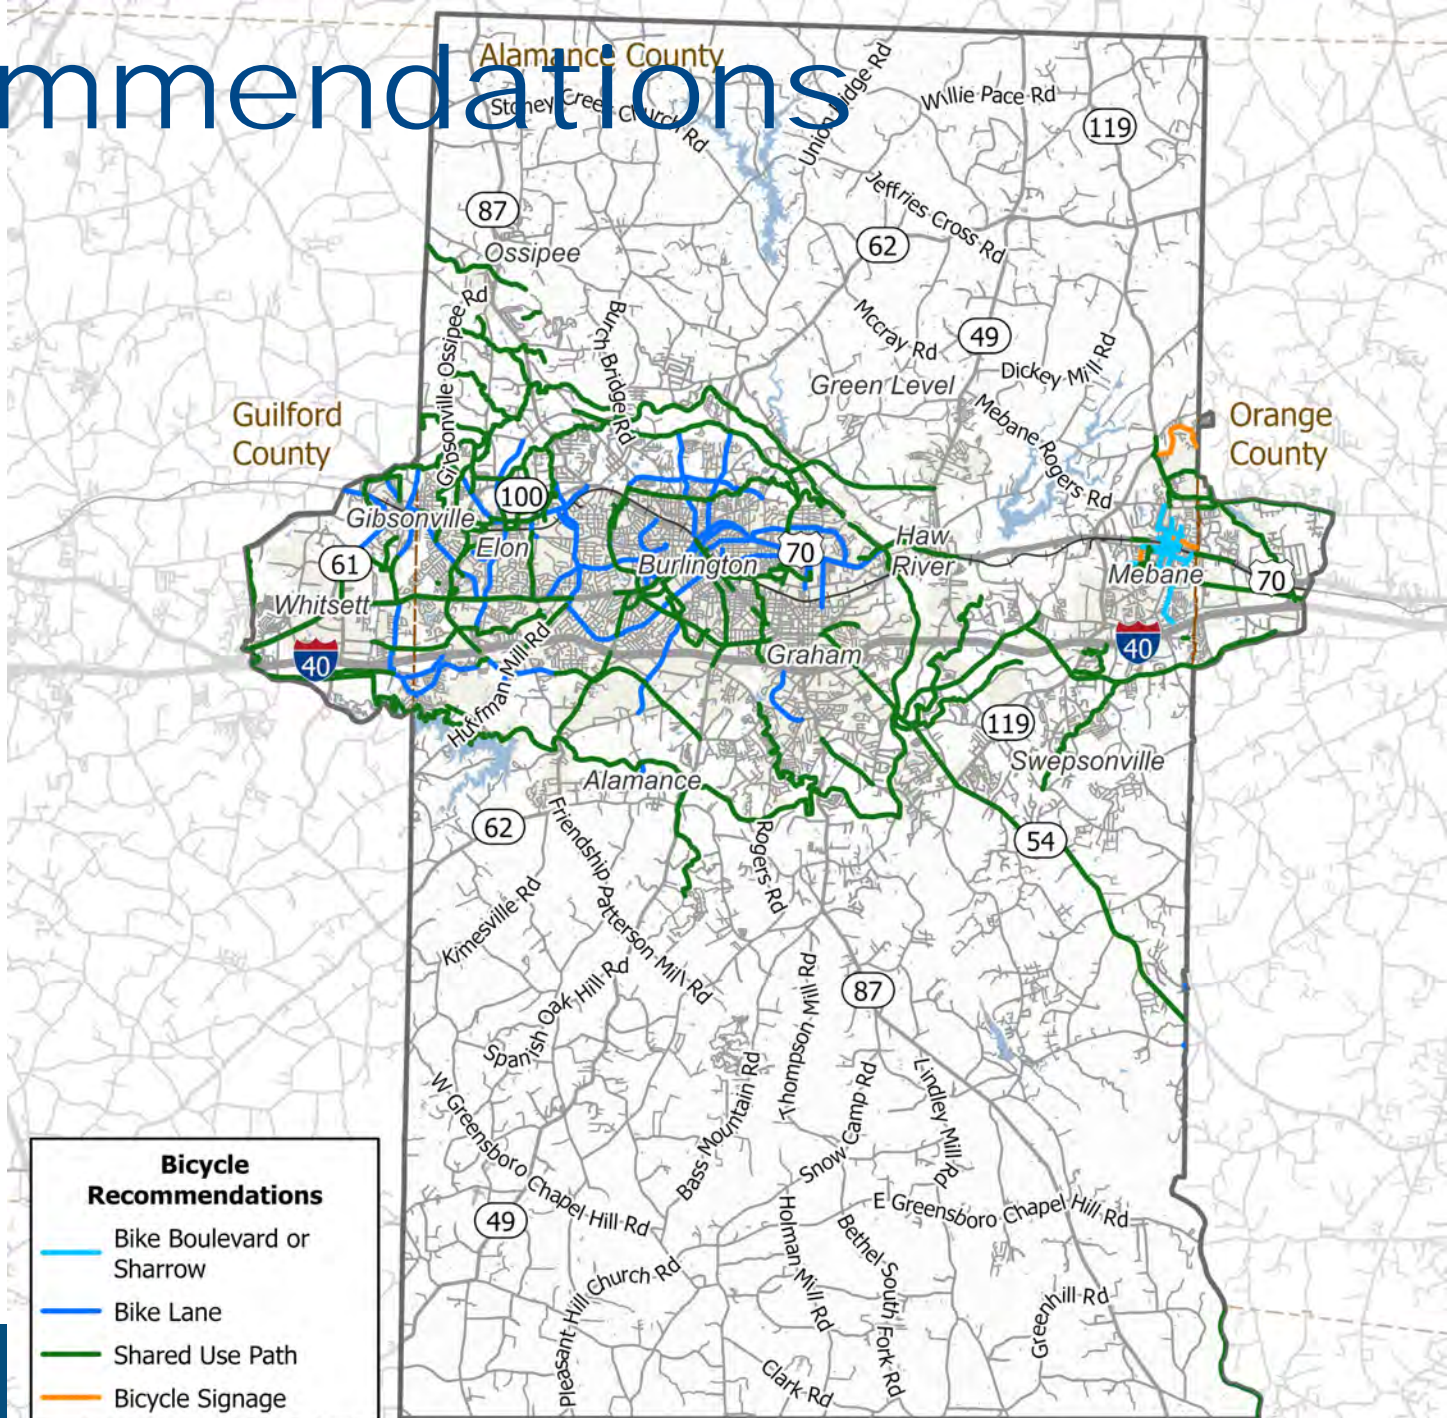 mmendations
Alamance County
Stoney Creek Church Rd
Union Ridge Rd
Willie Pace Rd
119
87
Ossipee
Jeffries Cross Rd
62
Gibsonville Ossipee Rd
Burch Bridge Rd
Mccray Rd
49
Dickey Mill Rd
Green Level
Mebane Rogers Rd
Guilford
County
Orange
County
100
Gibsonville
Elon
61
Whitsett
Burlington
70
Haw
River
Mebane
70
40
Huffman Mill Rd
Graham
40
119
Swepsonville
Alamance
62
Friendship Patterson Mill Rd
Rogers Rd
54
Kimesville Rd
Spanish Oak Hill Rd
Thompson Mill Rd
87
W Greensboro Chapel Hill Rd
Bass Mountain Rd
Snow Camp Rd
Lindley Mill Rd
E Greensboro Chapel Hill Rd
49
Pleasant Hill Church Rd
Holman Mill Rd
Bethel South Fork Rd
Greenhill Rd
Clark Rd
Bicycle
Recommendations
Bike Boulevard or
Sharrow
Bike Lane
Shared Use Path
Bicycle Signage